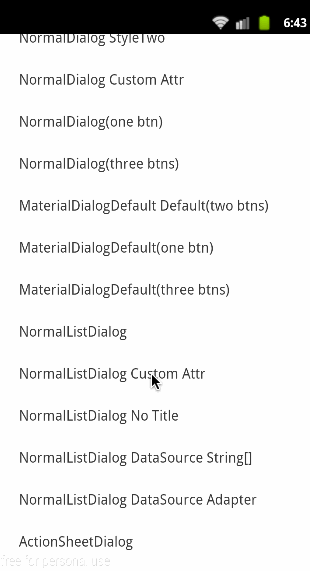 6:43
NormalDialog StyleTwo
NormalDialog Custom Attr
NormalDialog(one btn)
NormalDialog(three btns)
MaterialDialogDefault Default(two btns)
MaterialDialogDefault(one btn)
MaterialDialogDefault(three btns)
NormalListDialog
NormalListDialog Custom Attr
NormalListDialog No Title
NormalListDialog DataSource String[]
NormalListDialog DataSource Adapter
ActionSheetDialog
free for personal use